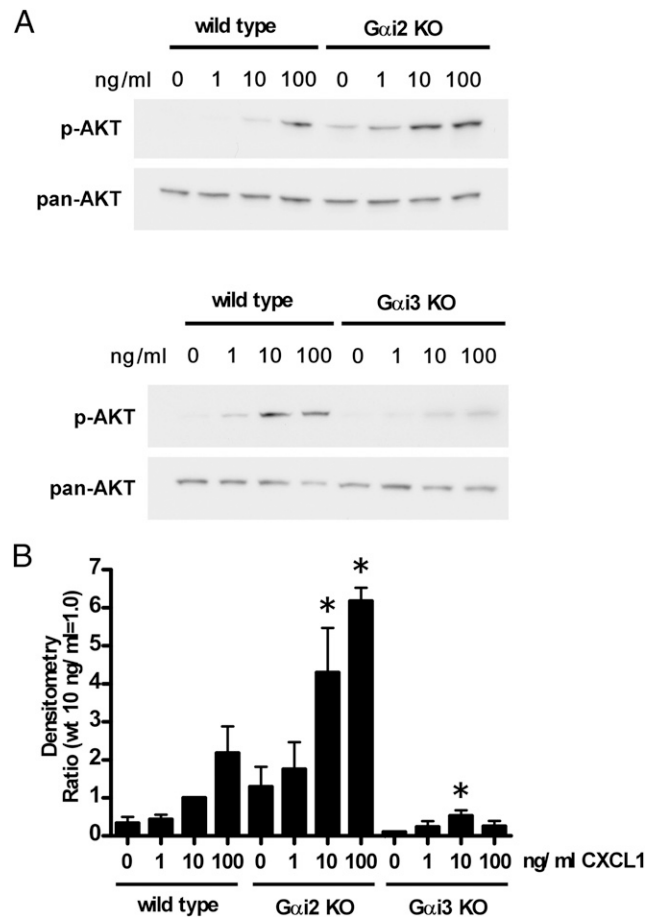 A
wild type Gαi2 KO
ng/ml 0 1 10 100 0 1 10 100
p-AKT
pan-AKT
wild type Gαi3 KO
ng/ml 0 1 10 100 0 1 10 100
p-AKT
pan-AKT
B
Densitometry
Ratio (wt 10 ng/ ml=1.0)
7
6
5
4
3
2
1
0
* * *
0 1 10 100 0 1 10 100 0 1 10 100 ng/ ml CXCL1
wild type Gαi2 KO Gαi3 KO